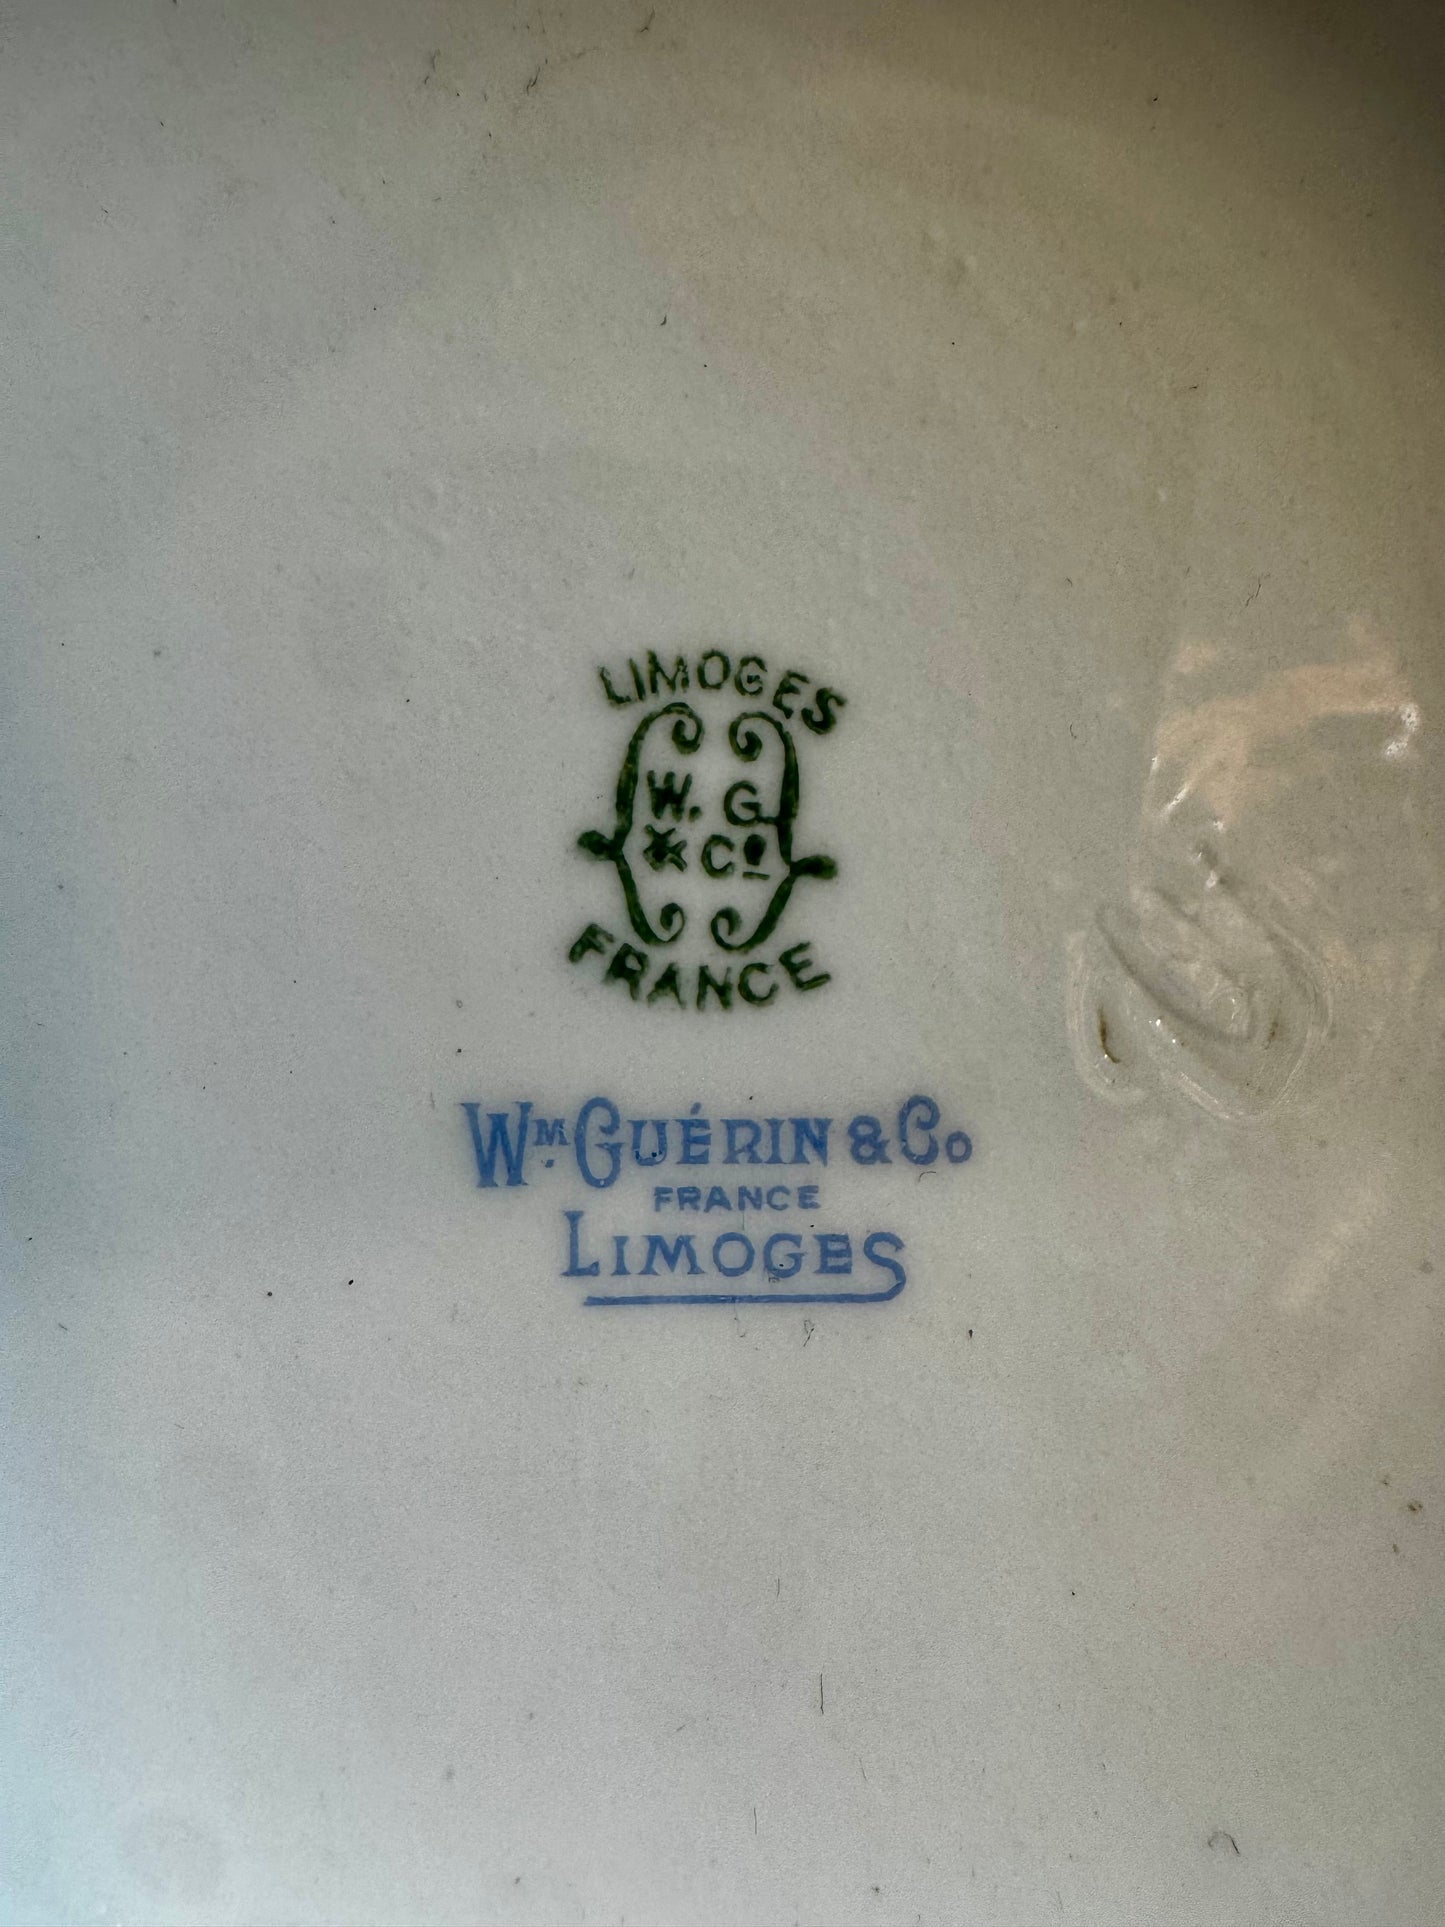 LIMOGES
W. G
& Co
FRANCE
WM. GUÉRIN & Co
FRANCE
LIMOGES